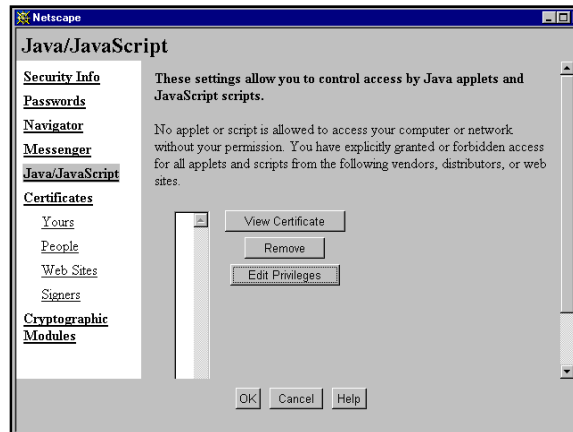 Netscape
Java/JavaScript
Security Info
Passwords
Navigator
Messenger
Java/JavaScript
Certificates
Yours
People
Web Sites
Signers
Cryptographic
Modules
These settings allow you to control access by Java applets and
JavaScript scripts.
No applet or script is allowed to access your computer or network
without your permission. You have explicitly granted or forbidden access
for all applets and scripts from the following vendors, distributors, or web
sites.
View Certificate
Remove
Edit Privileges
OK Cancel Help